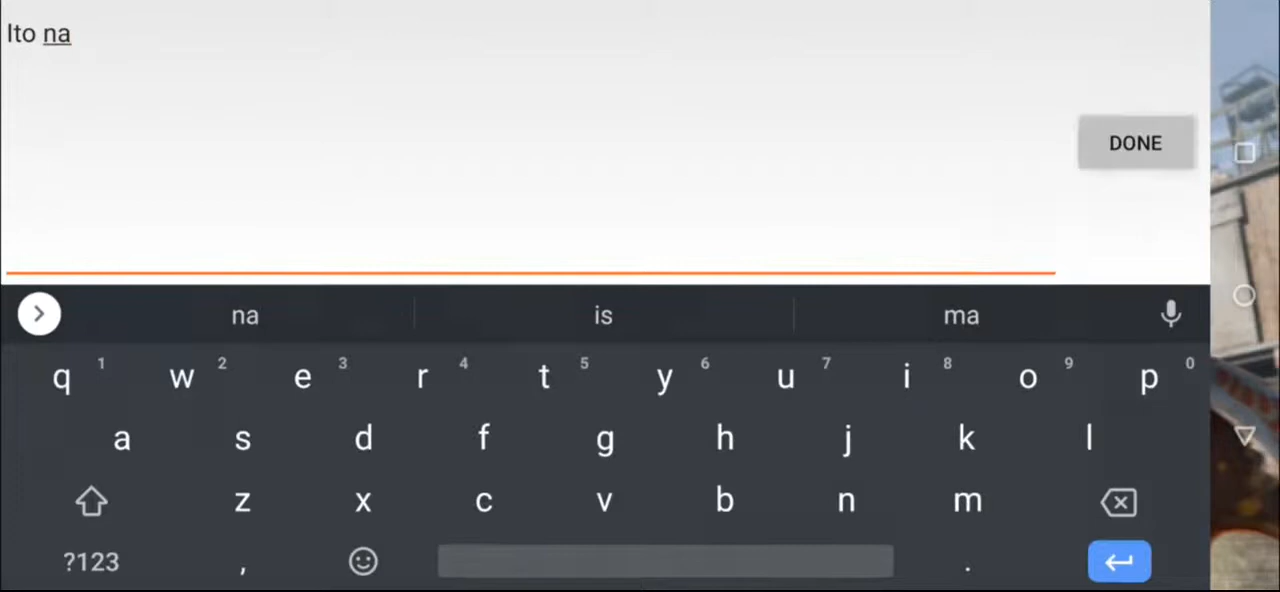 Ito na
DONE
na is ma
q 1 w 2 e 3 r 4 t 5 y 6 u 7 i 8 o 9 p 0
a s d f g h j k l
z x c v b n m
?123 , .